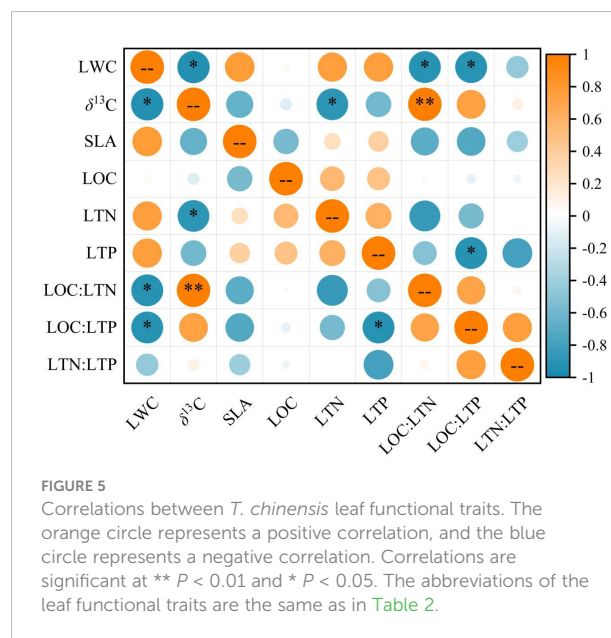 LWC -- * * * 1
δ¹³C * -- * ** 0.8
SLA -- 0.6
LOC -- 0.4
0.2
LTN * -- 0
LTP -- * -0.2
LOC:LTN * ** -- -0.4
-0.6
LOC:LTP * * -- -0.8
LTN:LTP -- -1
LWC δ¹³C SLA LOC LTN LTP LOC:LTN LOC:LTP LTN:LTP
FIGURE 5
Correlations between T. chinensis leaf functional traits. The
orange circle represents a positive correlation, and the blue
circle represents a negative correlation. Correlations are
significant at ** P < 0.01 and * P < 0.05. The abbreviations of the
leaf functional traits are the same as in Table 2.